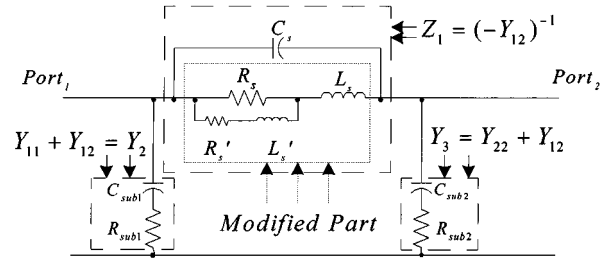 C_s
Z_1 = (-Y_12)^-1
Port_1
R_s
L_s
Port_2
R_s'
L_s'
Y_11 + Y_12 = Y_2
Y_3 = Y_22 + Y_12
C_sub1
C_sub2
Modified Part
R_sub1
R_sub2